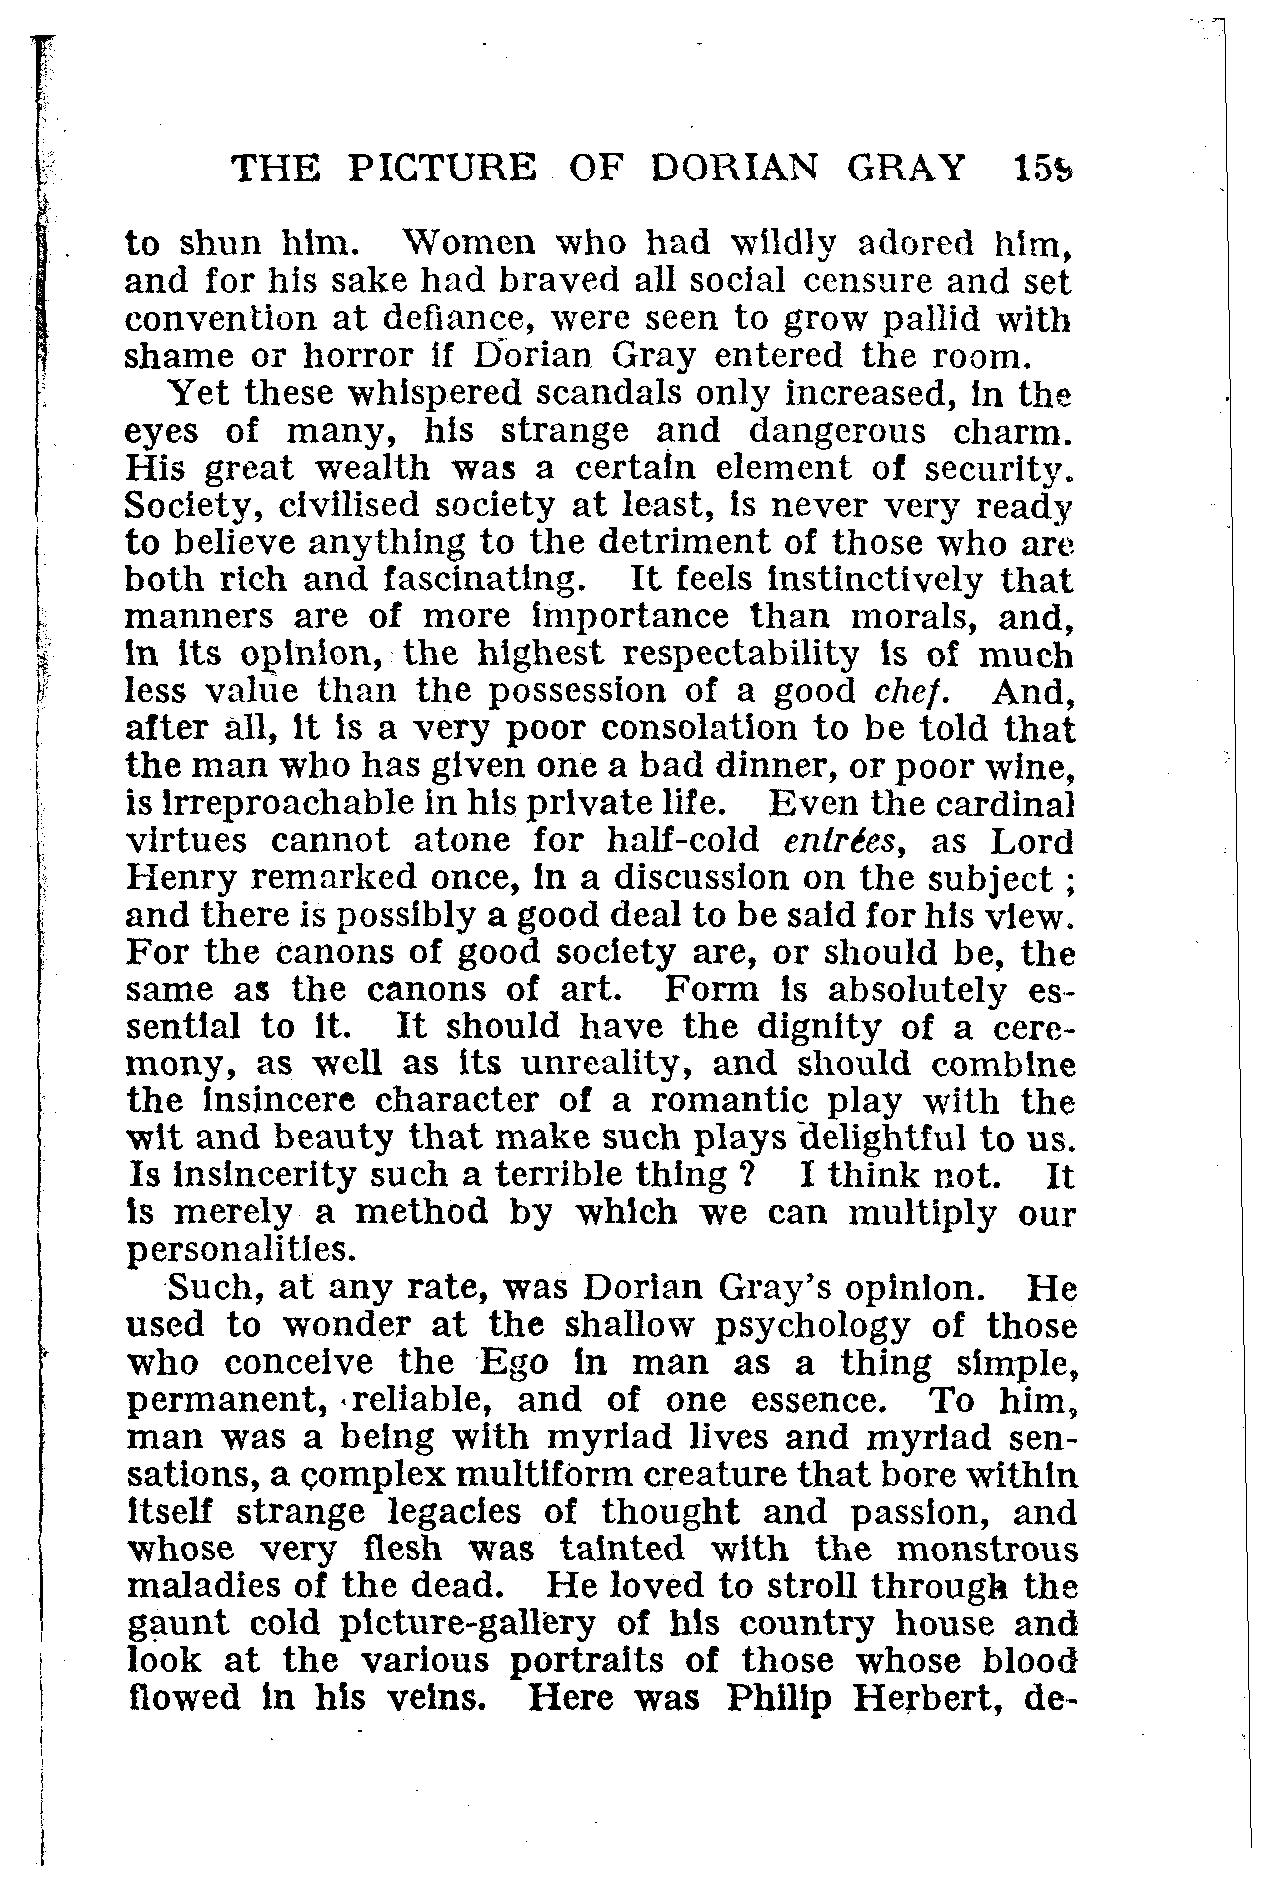 THE PICTURE OF DORIAN GRAY 159
to shun him. Women who had wildly adored him,
and for his sake had braved all social censure and set
convention at defiance, were seen to grow pallid with
shame or horror if Dorian Gray entered the room.
Yet these whispered scandals only increased, in the
eyes of many, his strange and dangerous charm.
His great wealth was a certain element of security.
Society, civilised society at least, is never very ready
to believe anything to the detriment of those who are
both rich and fascinating. It feels instinctively that
manners are of more importance than morals, and,
in its opinion, the highest respectability is of much
less value than the possession of a good chef. And,
after all, it is a very poor consolation to be told that
the man who has given one a bad dinner, or poor wine,
is irreproachable in his private life. Even the cardinal
virtues cannot atone for half-cold entrées, as Lord
Henry remarked once, in a discussion on the subject ;
and there is possibly a good deal to be said for his view.
For the canons of good society are, or should be, the
same as the canons of art. Form is absolutely es-
sential to it. It should have the dignity of a cere-
mony, as well as its unreality, and should combine
the insincere character of a romantic play with the
wit and beauty that make such plays delightful to us.
Is insincerity such a terrible thing ? I think not. It
is merely a method by which we can multiply our
personalities.
Such, at any rate, was Dorian Gray's opinion. He
used to wonder at the shallow psychology of those
who conceive the Ego in man as a thing simple,
permanent, reliable, and of one essence. To him,
man was a being with myriad lives and myriad sen-
sations, a complex multiform creature that bore within
itself strange legacies of thought and passion, and
whose very flesh was tainted with the monstrous
maladies of the dead. He loved to stroll through the
gaunt cold picture-gallery of his country house and
look at the various portraits of those whose blood
flowed in his veins. Here was Philip Herbert, de-